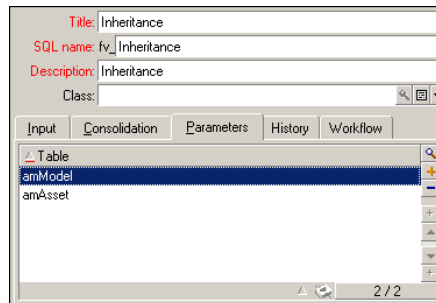 Title: Inheritance
SQL name: fv_ Inheritance
Description: Inheritance
Class:
Input Consolidation Parameters History Workflow
Table
amModel
amAsset
2 / 2